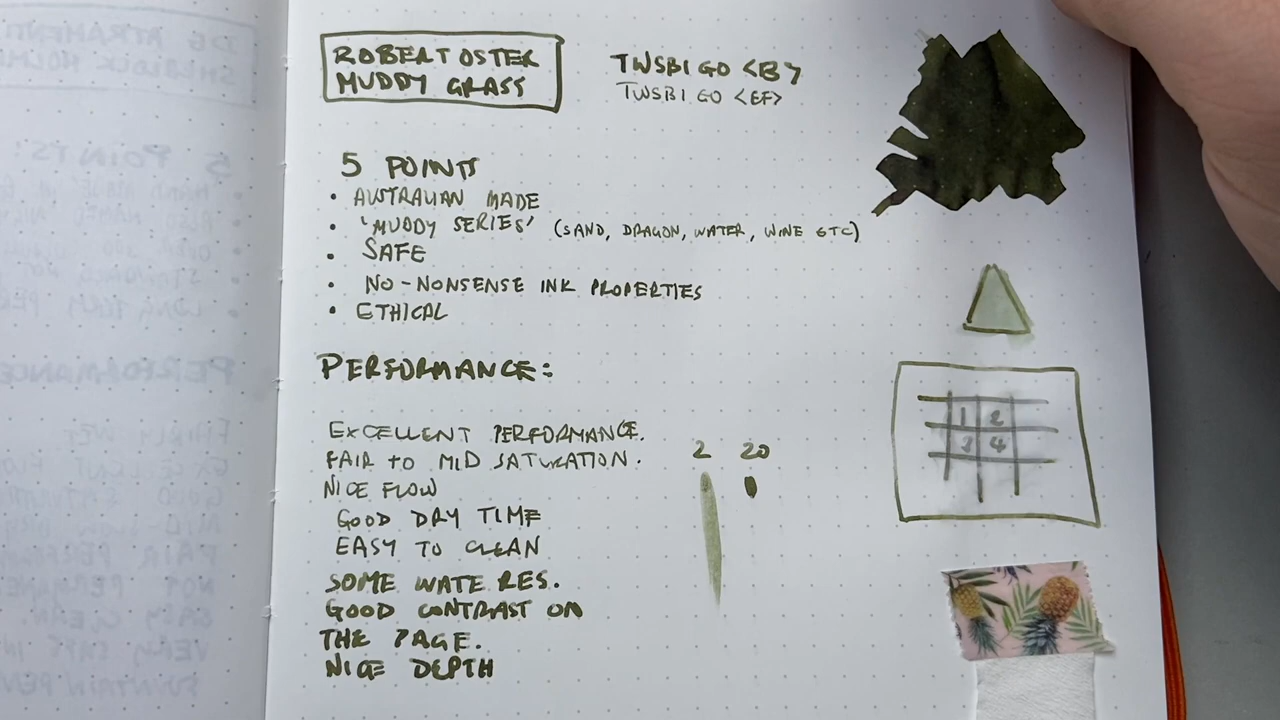 ROBERT OSTER
MUDDY GRASS
TWSBI GO <B>
TWSBI GO <EF>
5 POINTS
• AUSTRALIAN MADE
• 'MUDDY SERIES' (SAND, DRAGON, WATER, WINE ETC)
• SAFE
• NO-NONSENSE INK PROPERTIES
• ETHICAL
PERFORMANCE:
EXCELLENT PERFORMANCE.
FAIR TO MID SATURATION.
NICE FLOW
GOOD DRY TIME
EASY TO CLEAN
SOME WATE RES.
GOOD CONTRAST ON
THE PAGE.
NICE DEPTH
2 20
1 2
3 4